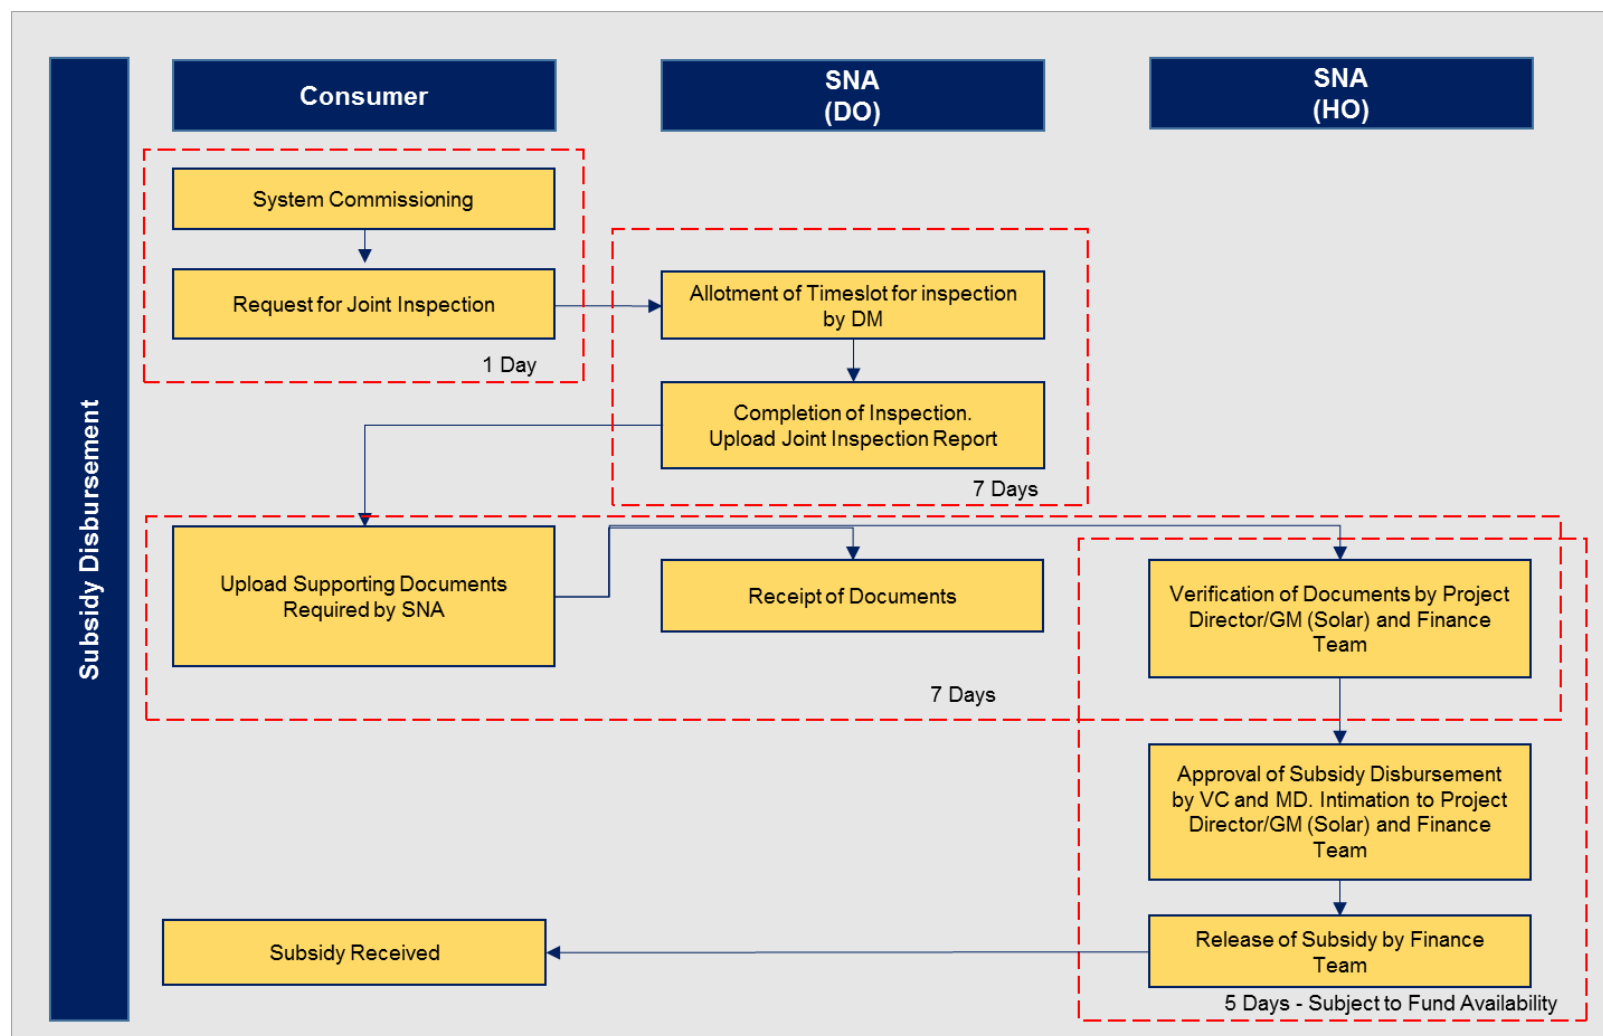 Subsidy Disbursement
Consumer
SNA
(DO)
SNA
(HO)
System Commissioning
Request for Joint Inspection
1 Day
Allotment of Timeslot for inspection
by DM
Completion of Inspection.
Upload Joint Inspection Report
7 Days
Upload Supporting Documents
Required by SNA
Receipt of Documents
Verification of Documents by Project
Director/GM (Solar) and Finance
Team
7 Days
Approval of Subsidy Disbursement
by VC and MD. Intimation to Project
Director/GM (Solar) and Finance
Team
Release of Subsidy by Finance
Team
Subsidy Received
5 Days - Subject to Fund Availability